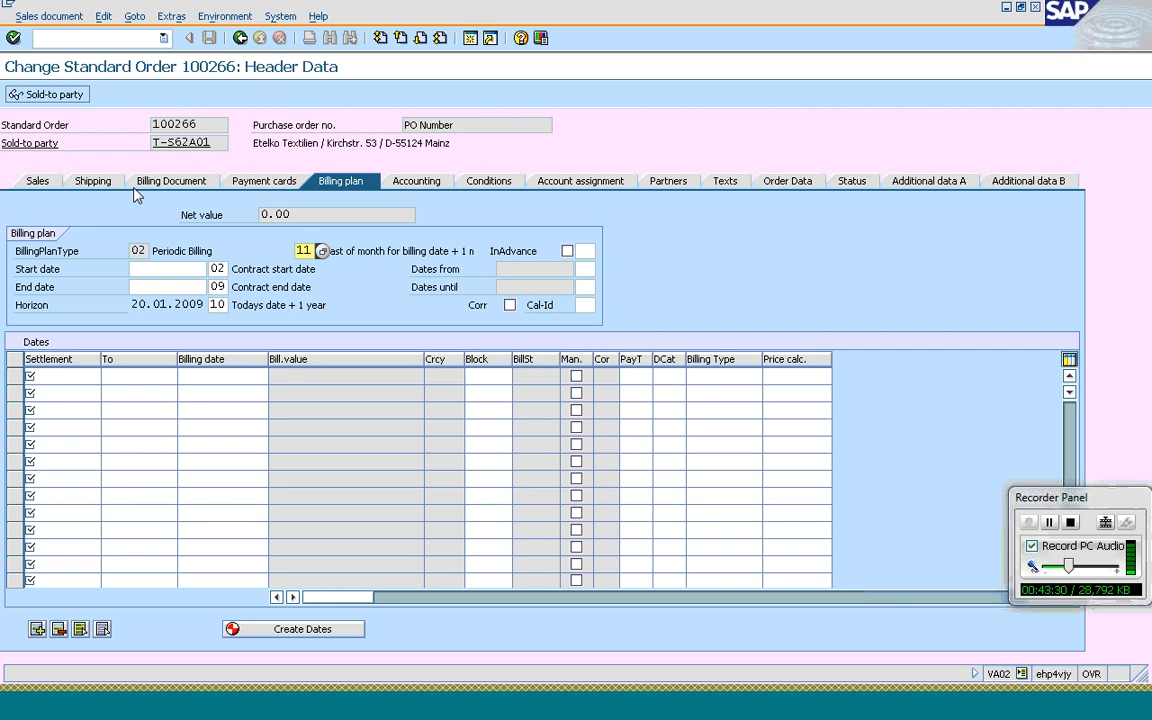 Sales document Edit Goto Extras Environment System Help
SAP
Change Standard Order 100266: Header Data
Sold-to party
Standard Order 100266 Purchase order no. PO Number
Sold-to party T-S62A01 Etelko Textilien / Kirchstr. 53 / D-55124 Mainz
Sales Shipping Billing Document Payment cards Billing plan Accounting Conditions Account assignment Partners Texts Order Data Status Additional data A Additional data B
Net value 0.00
Billing plan
BillingPlanType 02 Periodic Billing 11 ast of month for billing date + 1 n InAdvance
Start date 02 Contract start date Dates from
End date 09 Contract end date Dates until
Horizon 20.01.2009 10 Todays date + 1 year Corr Cal-Id
Dates
Settlement To Billing date Bill.value Crcy Block BillSt Man. Cor PayT DCat Billing Type Price calc.
Recorder Panel
Record PC Audio
00:43:30 / 28,792 KB
Create Dates
VA02 ehp4vjy OVR